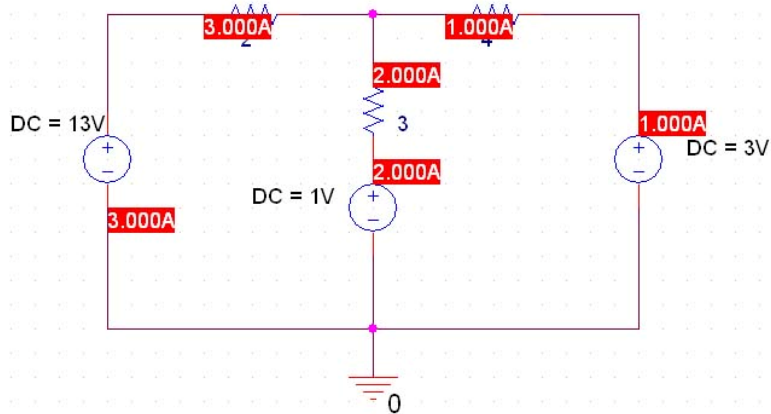 3.000A
1.000A
2
4
2.000A
3
DC = 13V
1.000A
DC = 3V
2.000A
DC = 1V
3.000A
0